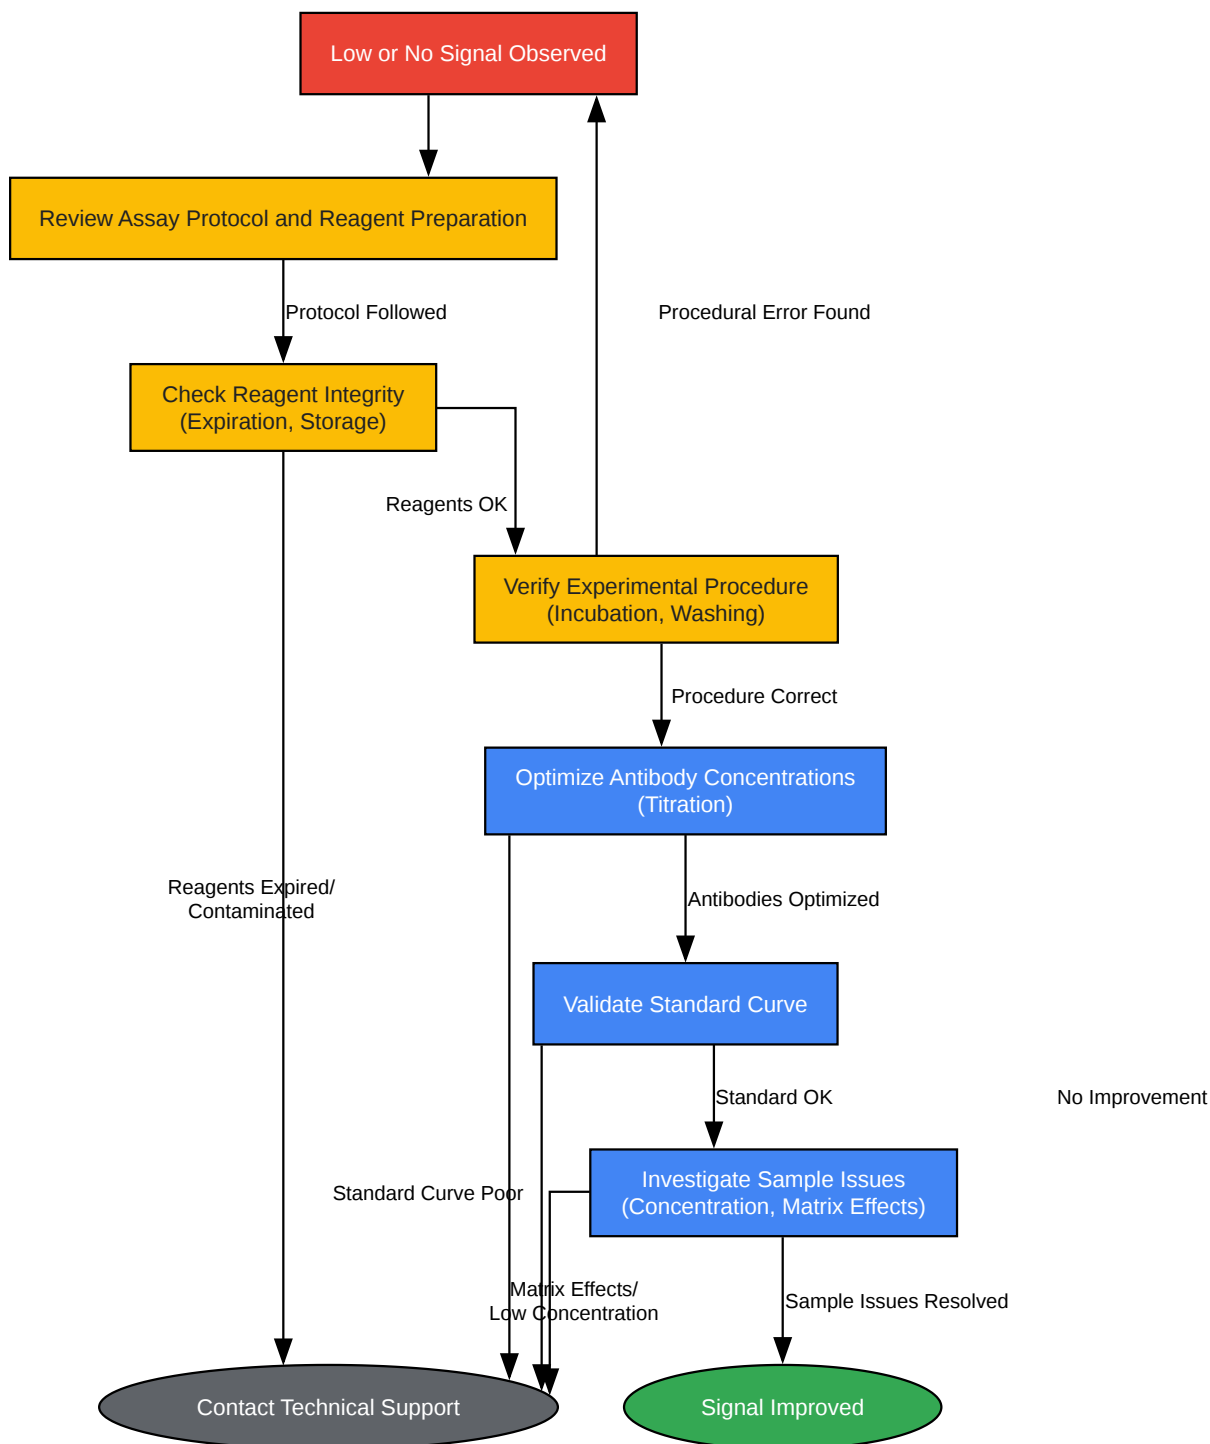 Low or No Signal Observed
Review Assay Protocol and Reagent Preparation
Protocol Followed
Procedural Error Found
Check Reagent Integrity
(Expiration, Storage)
Reagents OK
Verify Experimental Procedure
(Incubation, Washing)
Procedure Correct
Optimize Antibody Concentrations
(Titration)
Reagents Expired/
Contaminated
Antibodies Optimized
Validate Standard Curve
Standard OK
No Improvement
Investigate Sample Issues
(Concentration, Matrix Effects)
Standard Curve Poor
Matrix Effects/
Low Concentration
Sample Issues Resolved
Contact Technical Support
Signal Improved